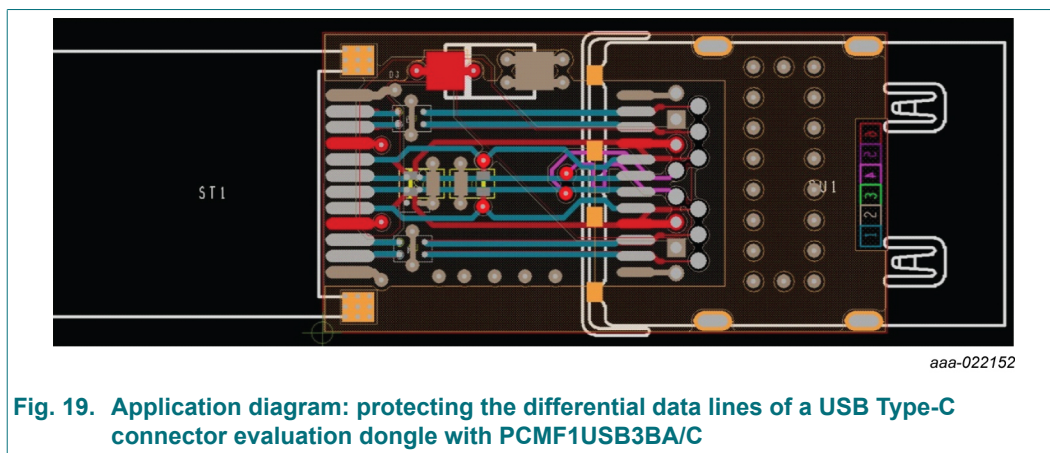 D3
ST1
BU1
1 2 3 4 5 6
aaa-022152
Fig. 19. Application diagram: protecting the differential data lines of a USB Type-C
connector evaluation dongle with PCMF1USB3BA/C